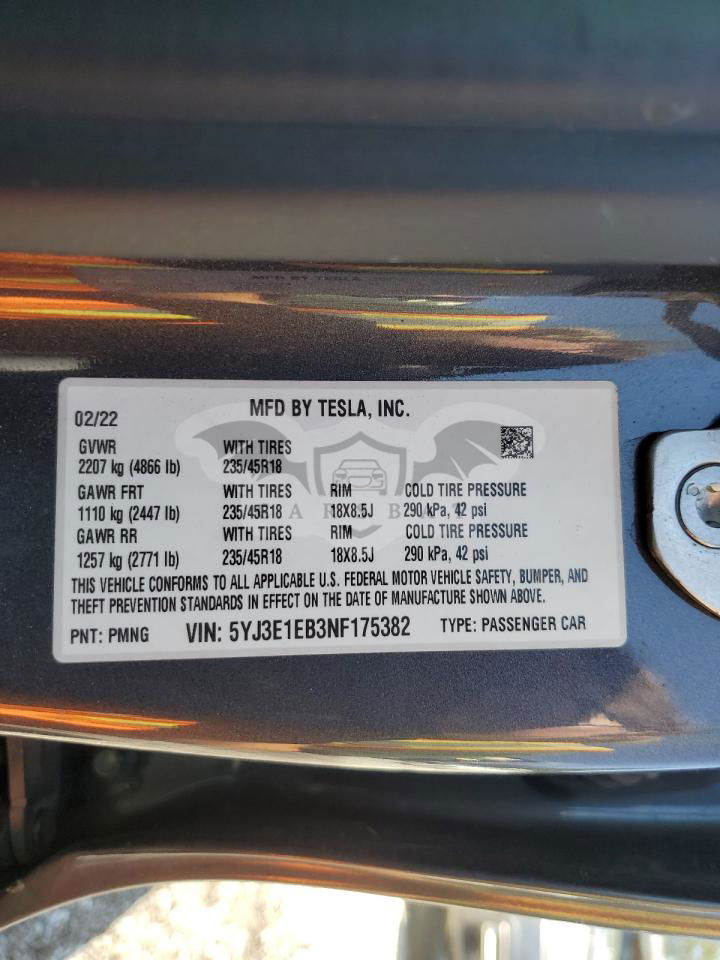 02/22 MFD BY TESLA, INC.
GVWR WITH TIRES
2207 kg (4866 lb) 235/45R18
GAWR FRT WITH TIRES RIM COLD TIRE PRESSURE
1110 kg (2447 lb) 235/45R18 18X8.5J 290 kPa, 42 psi
GAWR RR WITH TIRES RIM COLD TIRE PRESSURE
1257 kg (2771 lb) 235/45R18 18X8.5J 290 kPa, 42 psi
THIS VEHICLE CONFORMS TO ALL APPLICABLE U.S. FEDERAL MOTOR VEHICLE SAFETY, BUMPER, AND
THEFT PREVENTION STANDARDS IN EFFECT ON THE DATE OF MANUFACTURE SHOWN ABOVE.
PNT: PMNG VIN: 5YJ3E1EB3NF175382 TYPE: PASSENGER CAR